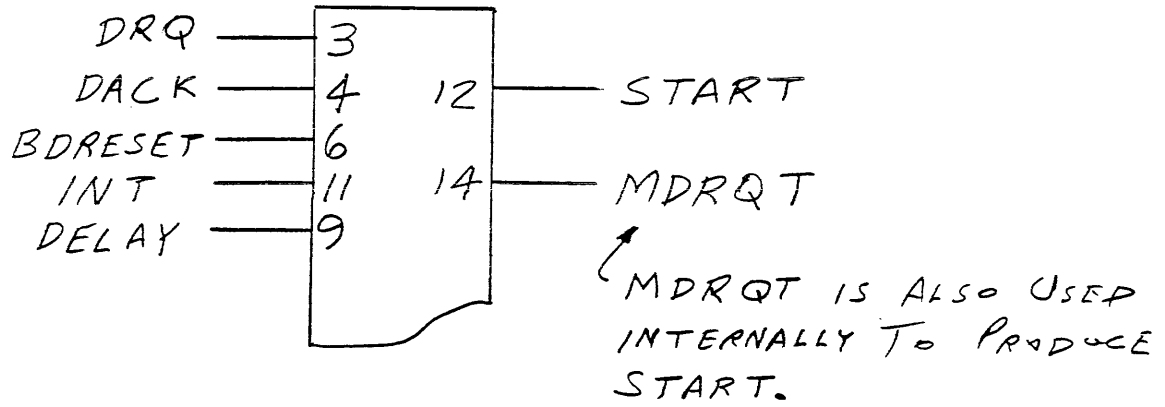 DRQ 3
DACK 4 12 START
BDRESET 6
INT 11 14 MDRQT
DELAY 9
MDRQT IS ALSO USED
INTERNALLY TO PRODUCE
START.